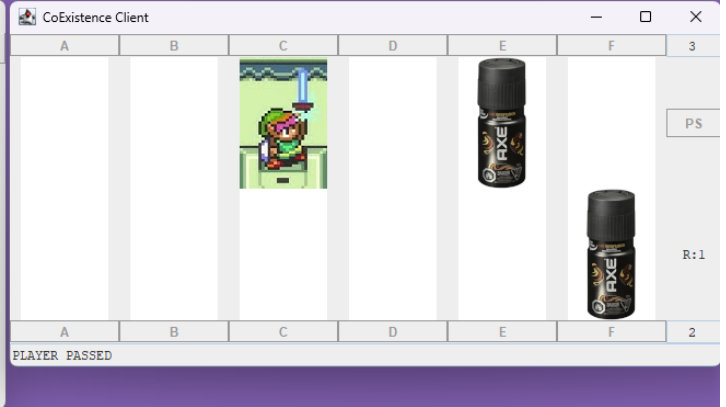 CoExistence Client
A B C D E F 3
PS
AXE
AXE
R:1
A B C D E F 2
PLAYER PASSED